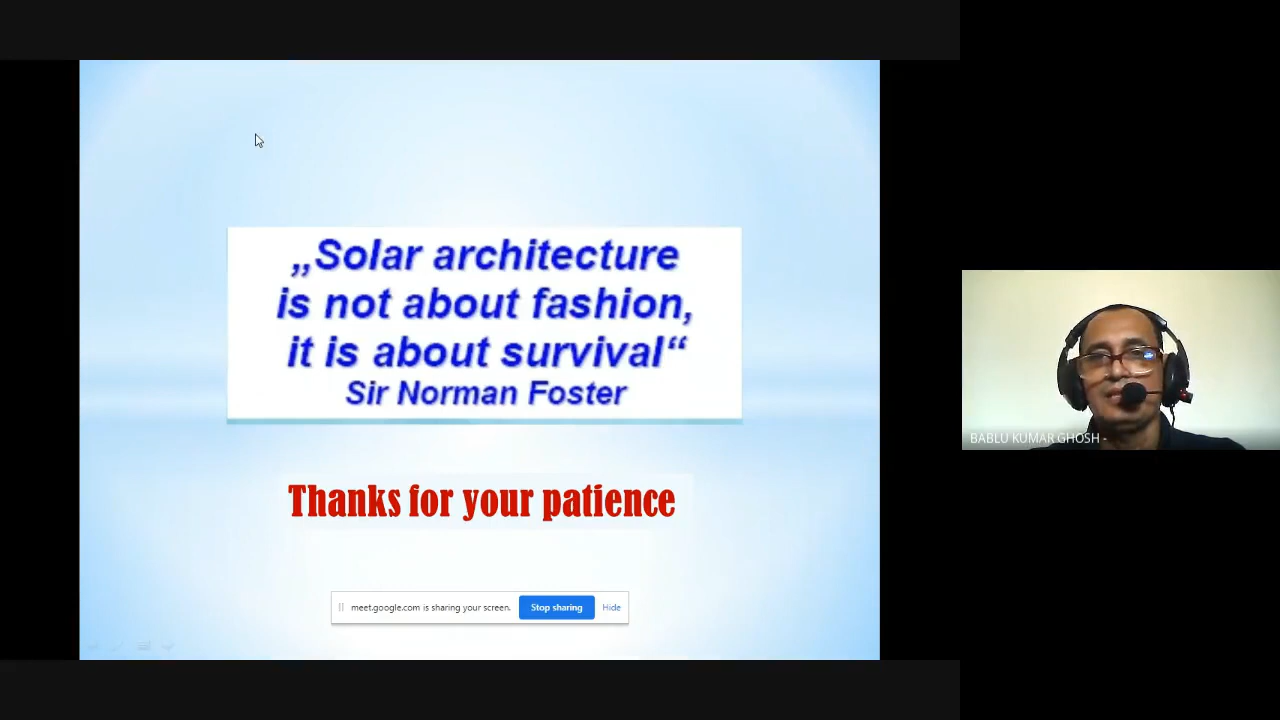 „Solar architecture
is not about fashion,
it is about survival“
Sir Norman Foster
Thanks for your patience
meet.google.com is sharing your screen.
Stop sharing
Hide
BABLU KUMAR GHOSH -